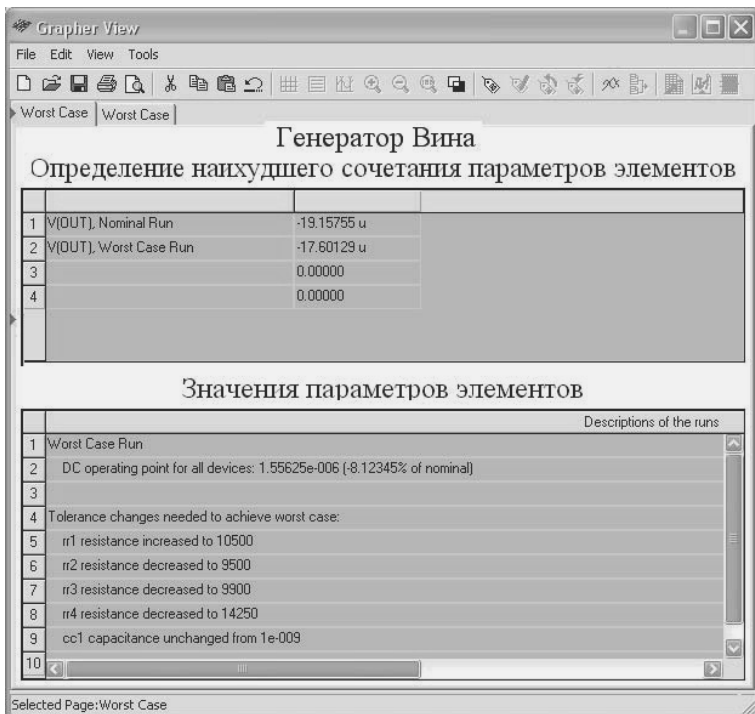 Grapher View
File Edit View Tools
Worst Case Worst Case
Генератор Вина
Определение наихудшего сочетания параметров элементов
1 V(OUT), Nominal Run -19.15755 u
2 V(OUT), Worst Case Run -17.60129 u
3 0.00000
4 0.00000
Значения параметров элементов
Descriptions of the runs
1 Worst Case Run
2 DC operating point for all devices: 1.55625e-006 (-8.12345% of nominal)
3
4 Tolerance changes needed to achieve worst case:
5 rr1 resistance increased to 10500
6 rr2 resistance decreased to 9500
7 rr3 resistance decreased to 9900
8 rr4 resistance decreased to 14250
9 cc1 capacitance unchanged from 1e-009
10
Selected Page:Worst Case